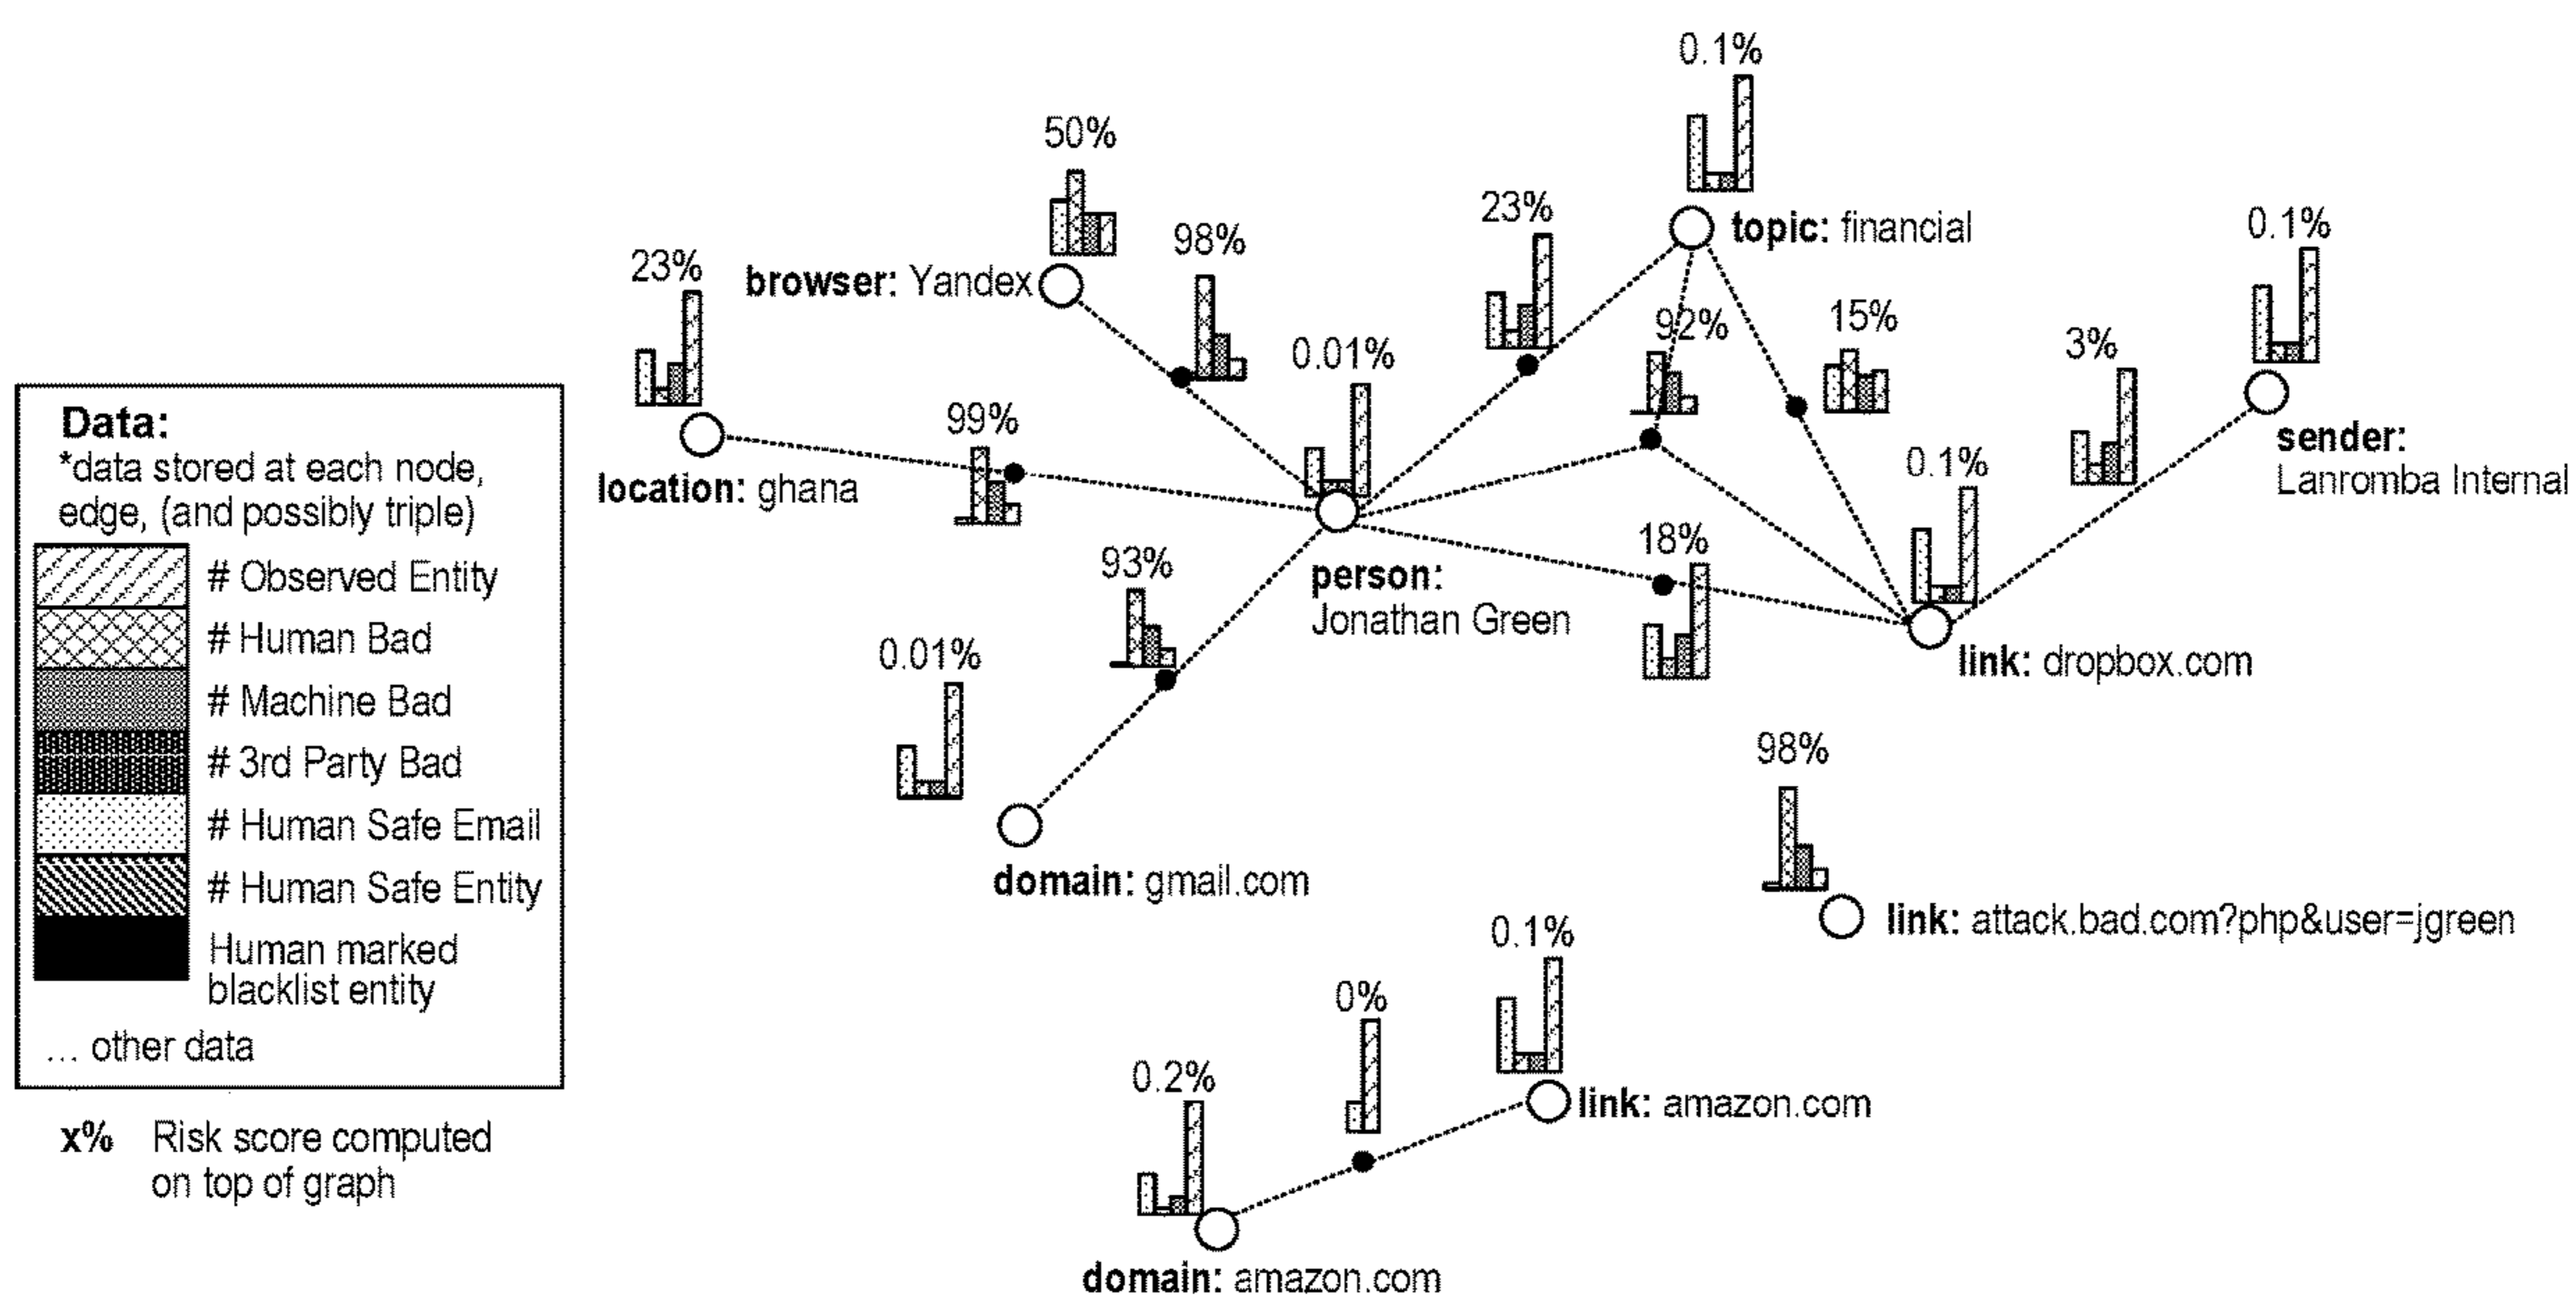 Data:
*data stored at each node,
edge, (and possibly triple)
# Observed Entity
# Human Bad
# Machine Bad
# 3rd Party Bad
# Human Safe Email
# Human Safe Entity
Human marked
blacklist entity
... other data
x% Risk score computed
on top of graph
23%
location: ghana
99%
50%
browser: Yandex
98%
0.01%
person:
Jonathan Green
93%
0.01%
domain: gmail.com
23%
0.1%
topic: financial
92%
15%
18%
0.1%
link: dropbox.com
3%
0.1%
sender:
Lanromba Internal
98%
link: attack.bad.com?php&user=jgreen
0.1%
link: amazon.com
0%
0.2%
domain: amazon.com